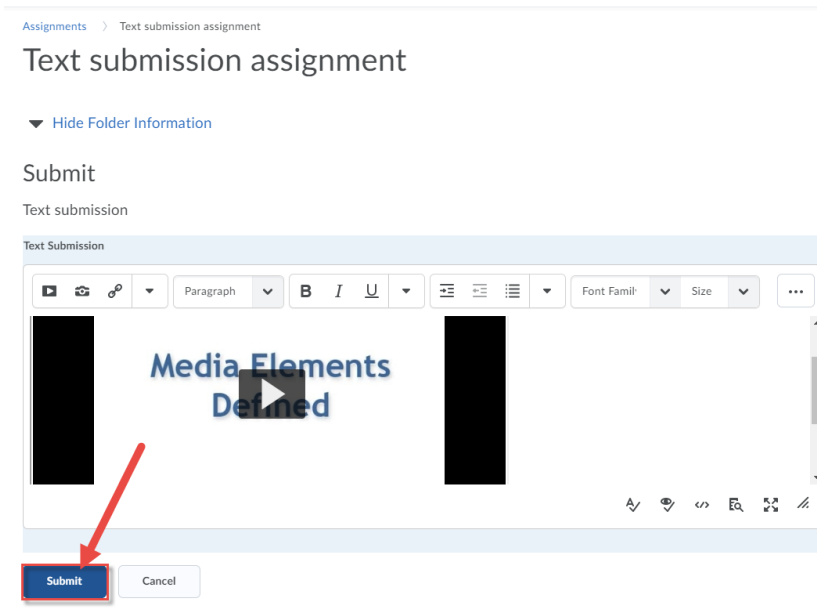 Assignments > Text submission assignment
Text submission assignment
Hide Folder Information
Submit
Text submission
Text Submission
Paragraph B I U Font Famil Size ...
Media Elements
Defined
Submit Cancel